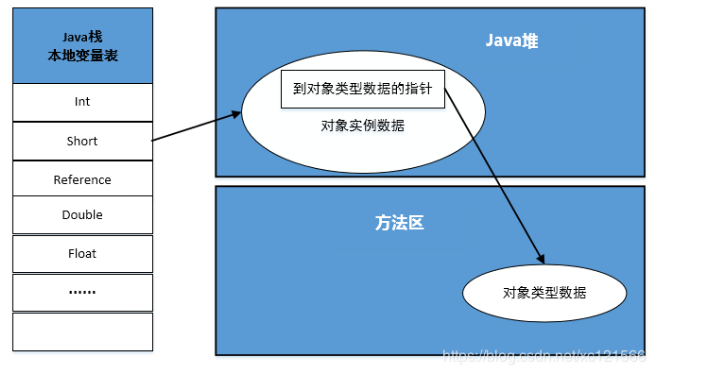 Java栈
本地变量表
Int
Short
Reference
Double
Float
······
Java堆
到对象类型数据的指针
对象实例数据
方法区
对象类型数据
https://blog.csdn.net/xc121566